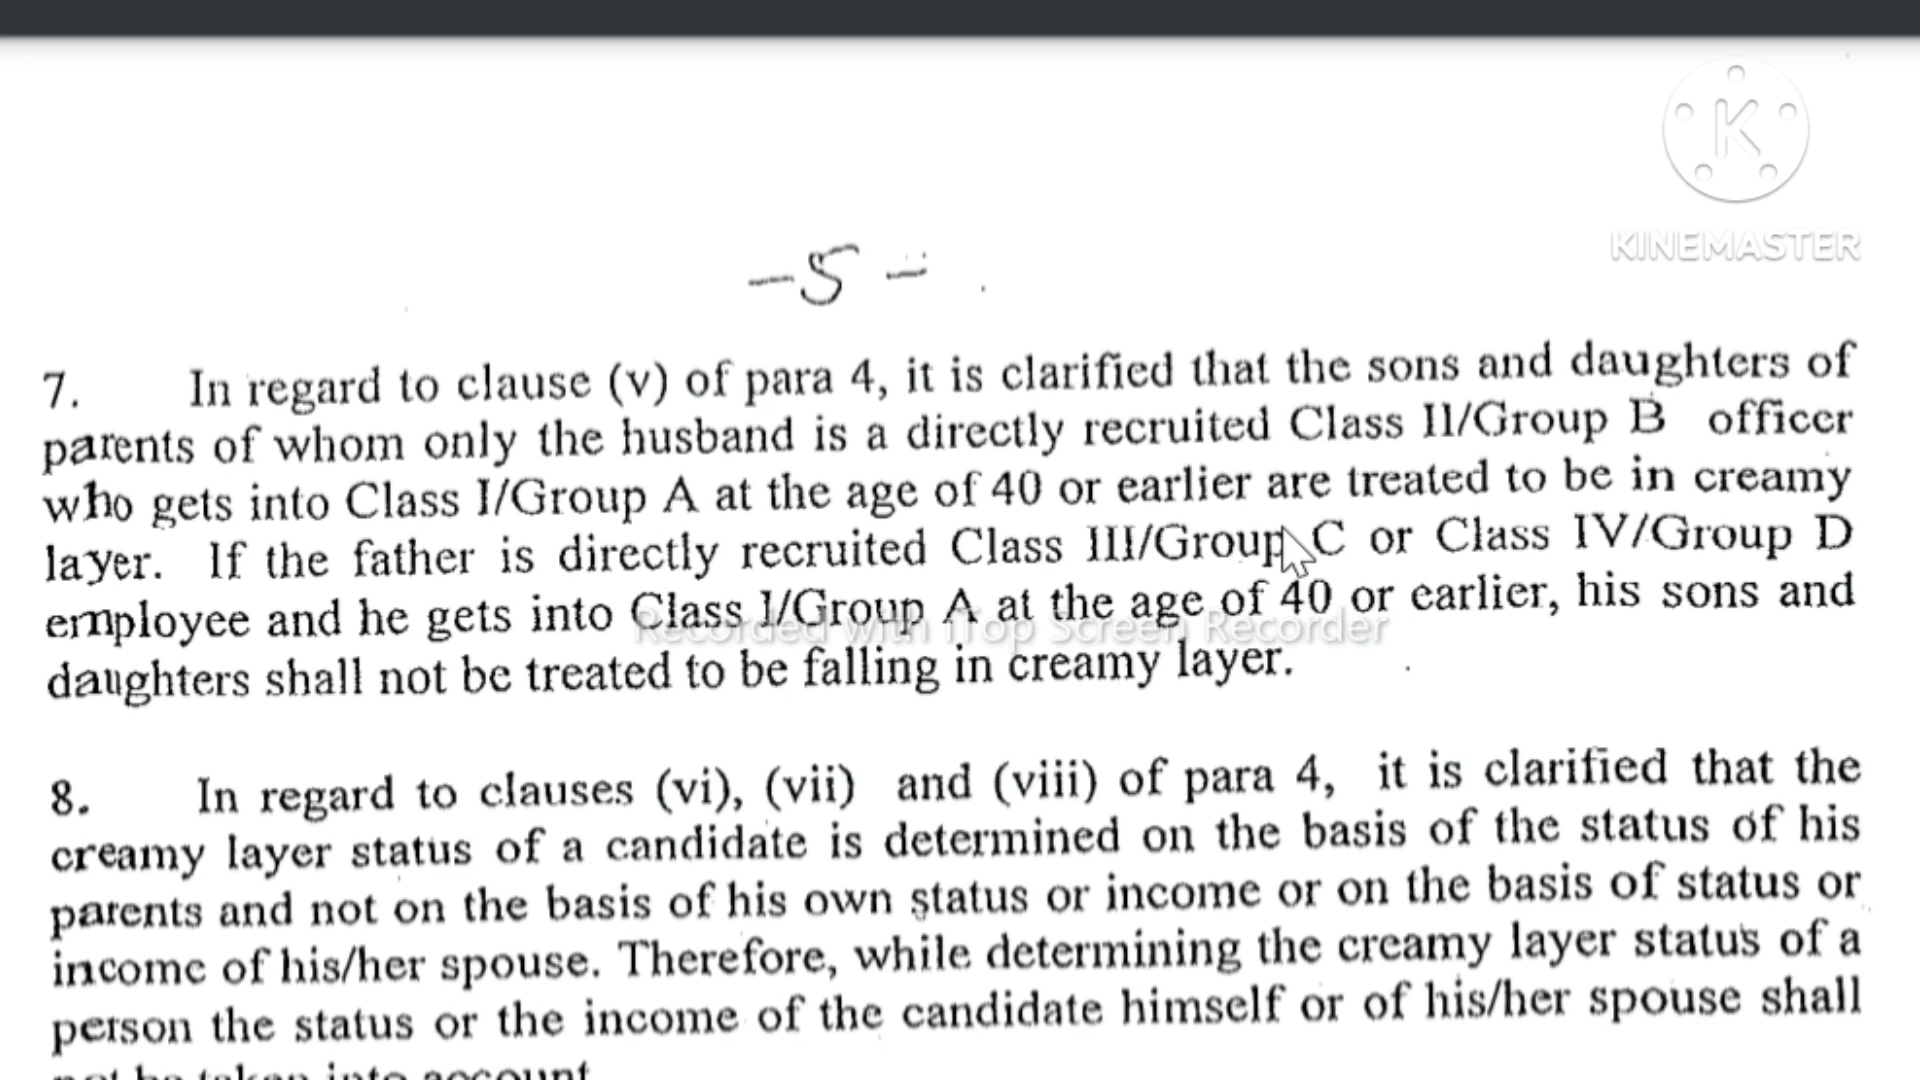 K
KINEMASTER
-5-
7. In regard to clause (v) of para 4, it is clarified that the sons and daughters of
parents of whom only the husband is a directly recruited Class II/Group B officer
who gets into Class I/Group A at the age of 40 or earlier are treated to be in creamy
layer. If the father is directly recruited Class III/Group C or Class IV/Group D
employee and he gets into Class I/Group A at the age of 40 or earlier, his sons and
Recorded with iTop Screen Recorder
daughters shall not be treated to be falling in creamy layer.
8. In regard to clauses (vi), (vii) and (viii) of para 4, it is clarified that the
creamy layer status of a candidate is determined on the basis of the status of his
parents and not on the basis of his own status or income or on the basis of status or
income of his/her spouse. Therefore, while determining the creamy layer status of a
person the status or the income of the candidate himself or of his/her spouse shall
not be taken into account